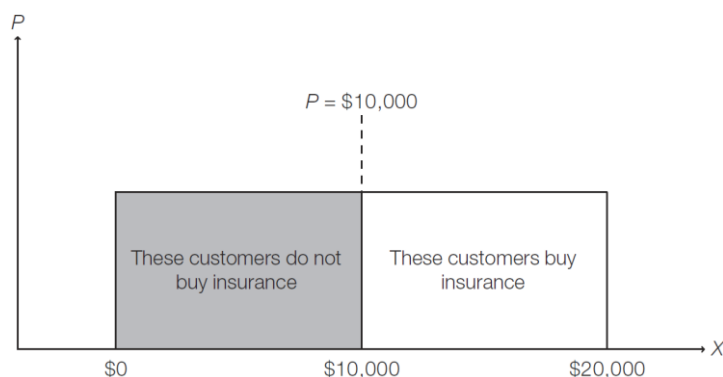 P
P = $10,000
These customers do not
buy insurance
These customers buy
insurance
X
$0
$10,000
$20,000